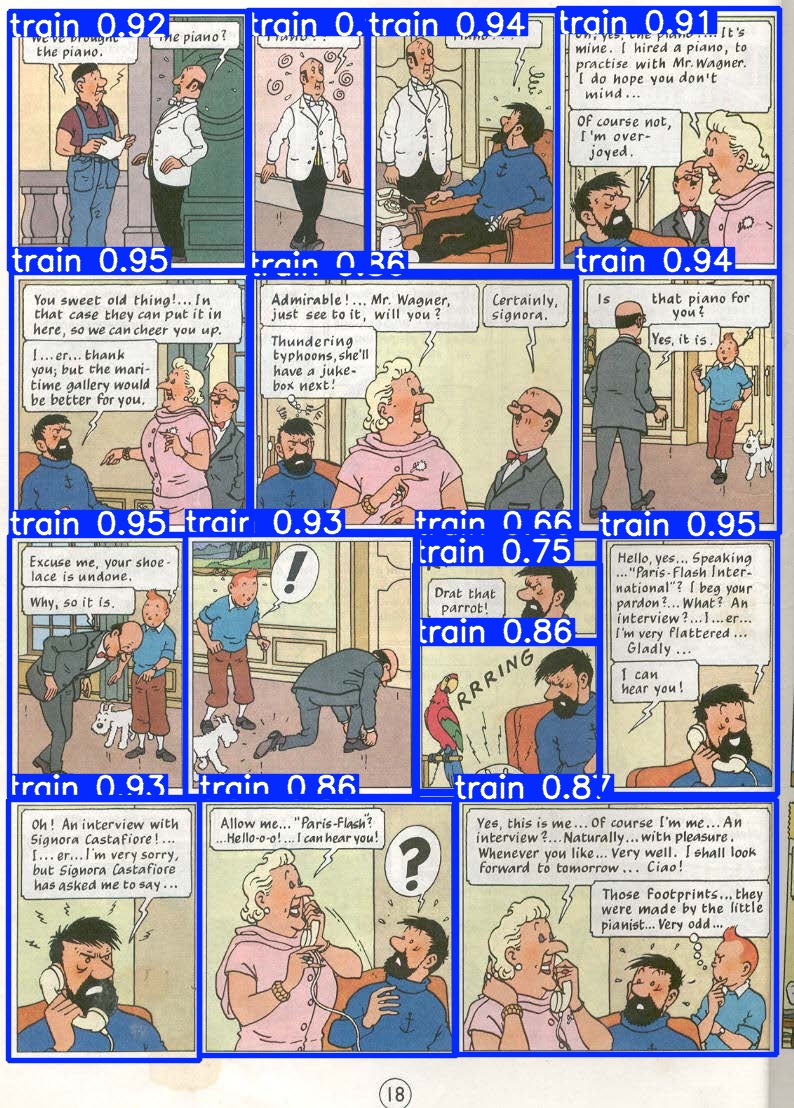 train 0.92
We've brought
the piano.
The piano?
train 0.
train 0.94
train 0.91
Oh, yes, the piano.... It's
mine. I hired a piano, to
practise with Mr. Wagner.
I do hope you don't
mind...
Of course not,
I'm over-
joyed.
train 0.95
You sweet old thing!... In
that case they can put it in
here, so we can cheer you up.
I...er... thank
you; but the mari-
time gallery would
be better for you.
train 0.86
Admirable!... Mr. Wagner,
just see to it, will you?
Certainly,
signora.
Thundering
typhoons, she'll
have a juke-
box next!
train 0.94
Is that piano for
you?
Yes, it is.
train 0.95
Excuse me, your shoe-
lace is undone.
Why, so it is.
train 0.93
!
train 0.66
train 0.75
Drat that
parrot!
train 0.86
RRRING
train 0.95
Hello, yes... Speaking
..."Paris-Flash Inter-
national"? I beg your
pardon?... What? An
interview?...I...er...
I'm very flattered...
Gladly...
I can
hear you!
train 0.93
Oh! An interview with
Signora Castafiore!...
I...er...I'm very sorry,
but Signora Castafiore
has asked me to say...
train 0.86
Allow me... "Paris-Flash"?
...Hello-o-o!... I can hear you!
?
train 0.87
Yes, this is me... Of course I'm me... An
interview?...Naturally...with pleasure.
Whenever you like... Very well. I shall look
forward to tomorrow... Ciao!
Those footprints... they
were made by the little
pianist... Very odd...
18